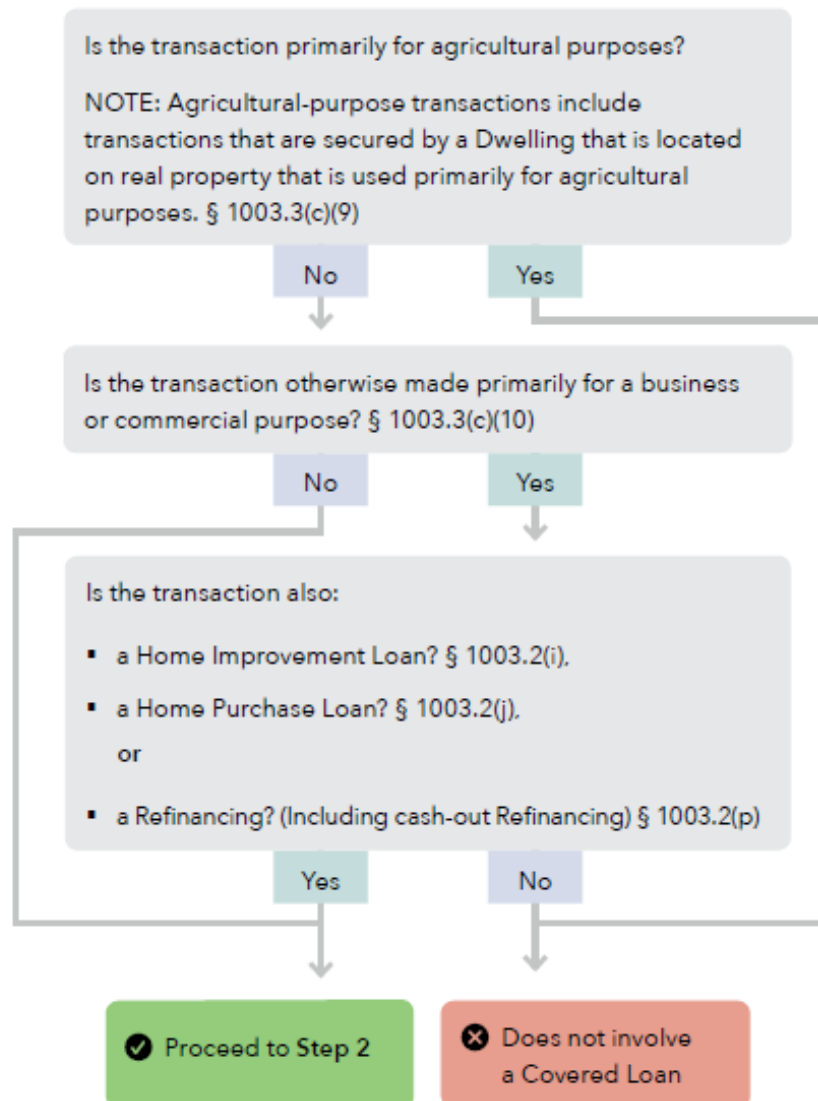 Is the transaction primarily for agricultural purposes?
NOTE: Agricultural-purpose transactions include
transactions that are secured by a Dwelling that is located
on real property that is used primarily for agricultural
purposes. § 1003.3(c)(9)
No
Yes
Is the transaction otherwise made primarily for a business
or commercial purpose? § 1003.3(c)(10)
No
Yes
Is the transaction also:
▪ a Home Improvement Loan? § 1003.2(i),
▪ a Home Purchase Loan? § 1003.2(j),
or
▪ a Refinancing? (Including cash-out Refinancing) § 1003.2(p)
Yes
No
Proceed to Step 2
Does not involve
a Covered Loan